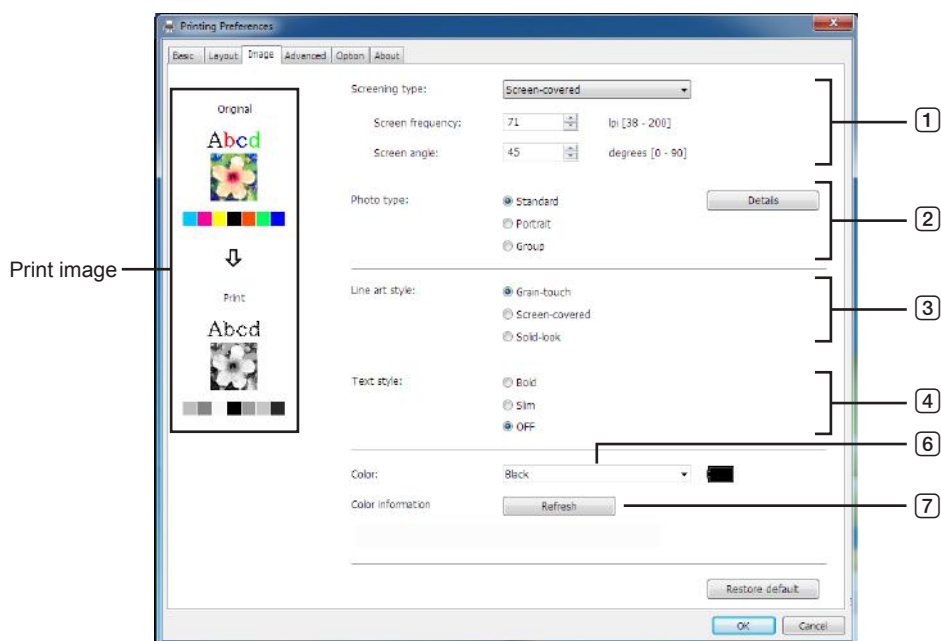 Printing Preferences
Basic Layout Image Advanced Option About
Original
Abcd
Print
Abcd
Print image
Screening type: Screen-covered
Screen frequency: 71 lpi [38 - 200]
Screen angle: 45 degrees [0 - 90]
1
Photo type: Standard Details
Portrait
Group
2
Line art style: Grain-touch
Screen-covered
Solid-look
3
Text style: Bold
Slim
OFF
4
6
Color: Black
Color information Refresh
7
Restore default
OK Cancel